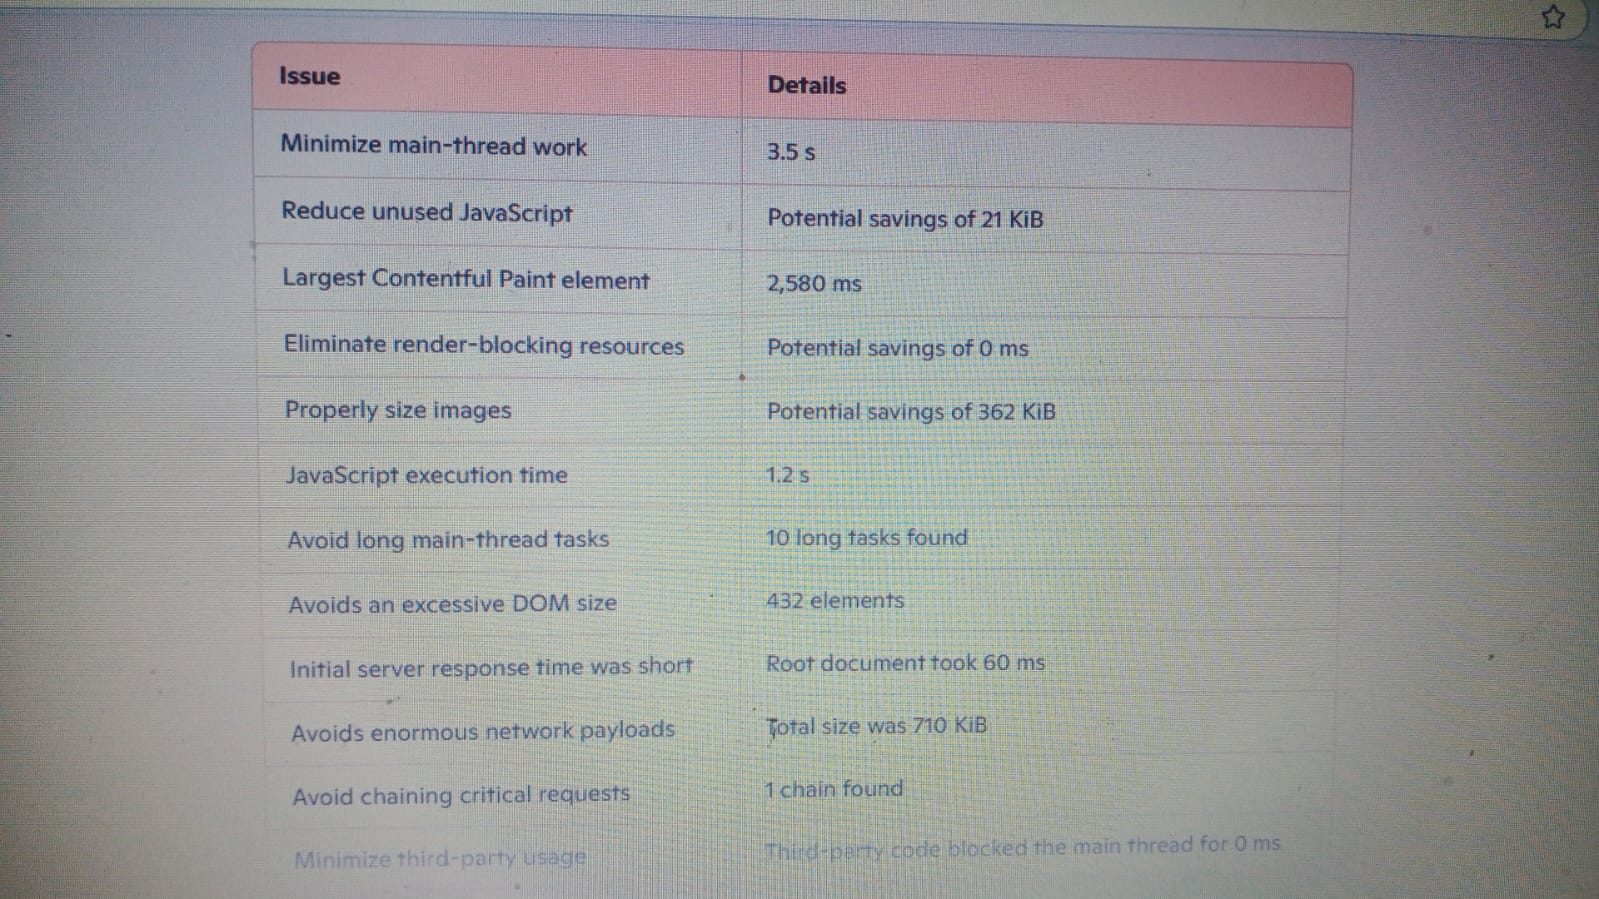 Issue Details
Minimize main-thread work 3.5 s
Reduce unused JavaScript Potential savings of 21 KiB
Largest Contentful Paint element 2,580 ms
Eliminate render-blocking resources Potential savings of 0 ms
Properly size images Potential savings of 362 KiB
JavaScript execution time 1.2 s
Avoid long main-thread tasks 10 long tasks found
Avoids an excessive DOM size 432 elements
Initial server response time was short Root document took 60 ms
Avoids enormous network payloads Total size was 710 KiB
Avoid chaining critical requests 1 chain found
Minimize third-party usage Third-party code blocked the main thread for 0 ms